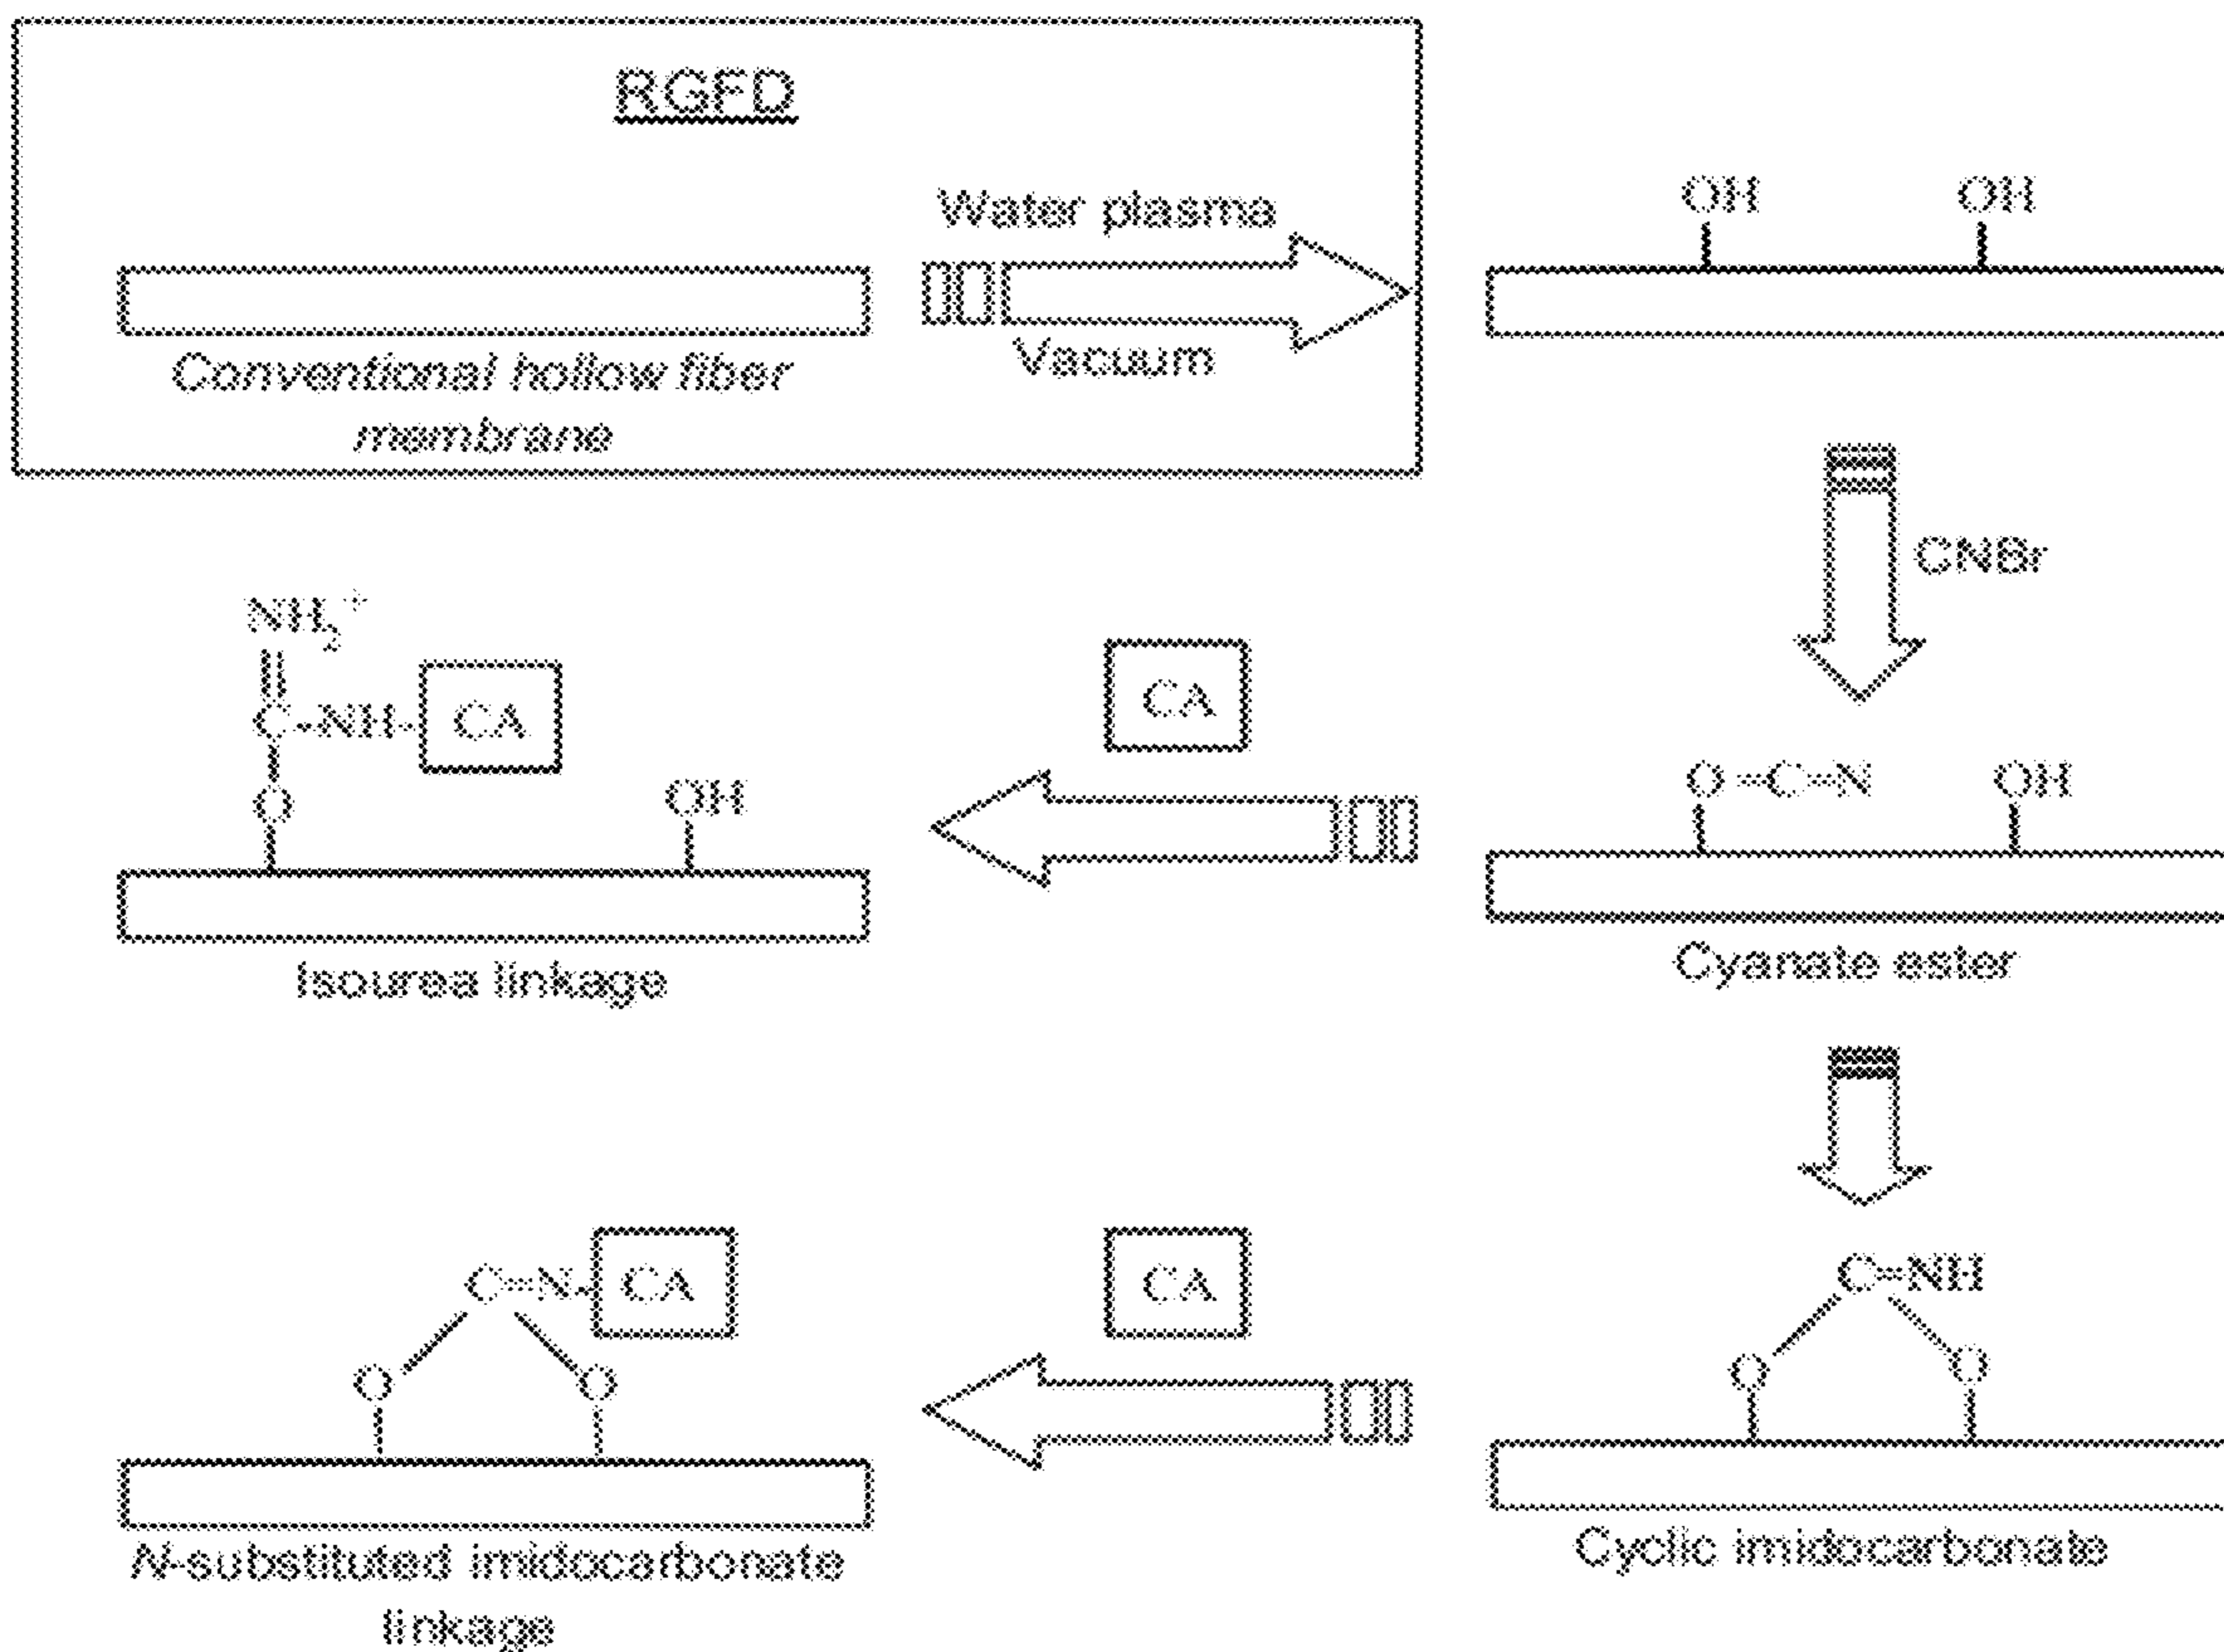 RGFD
Water plasma
Vacuum
Conventional hollow fiber
membrane
OH OH
CNBr
NH2+
C-NH-CA
O
OH
Isourea linkage
CA
O-C=N OH
Cyanate ester
C=N-CA
O O
N-substituted imidocarbonate
linkage
CA
C=NH
O O
Cyclic imidocarbonate